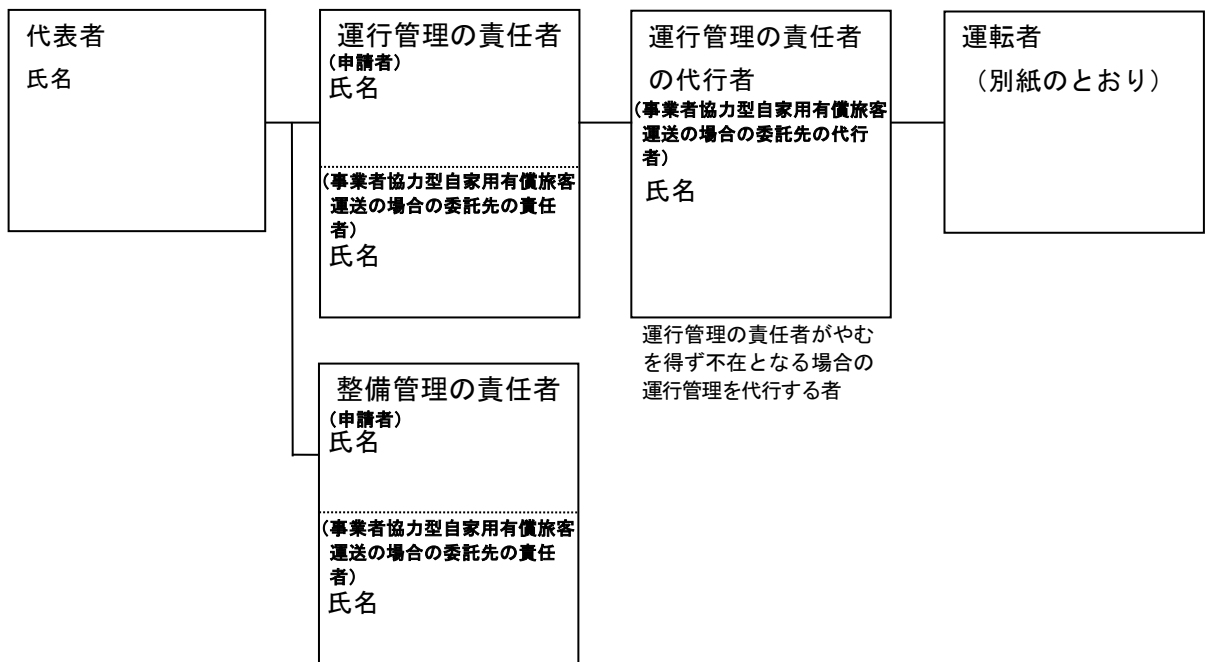 代表者
氏名
運行管理の責任者
（申請者）
氏名
（事業者協力型自家用有償旅客
運送の場合の委託先の責任
者）
氏名
運行管理の責任者
の代行者
（事業者協力型自家用有償旅客
運送の場合の委託先の代行
者）
氏名
運行管理の責任者がやむ
を得ず不在となる場合の
運行管理を代行する者
運転者
（別紙のとおり）
整備管理の責任者
（申請者）
氏名
（事業者協力型自家用有償旅客
運送の場合の委託先の責任
者）
氏名